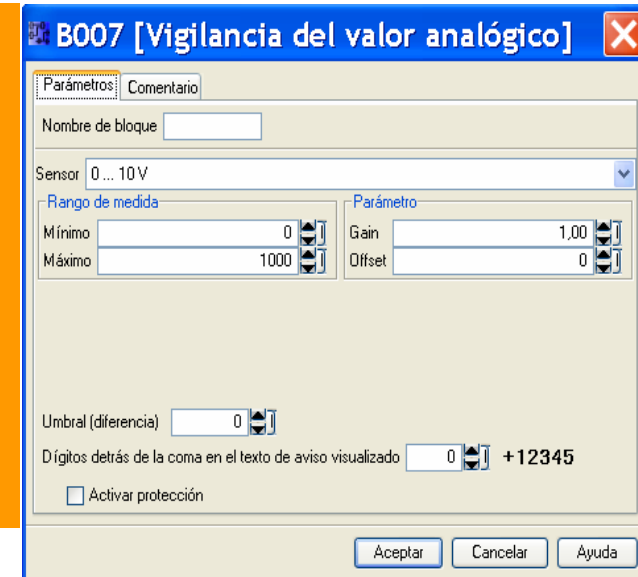 B007 [Vigilancia del valor analógico]
Parámetros Comentario
Nombre de bloque
Sensor 0 ... 10 V
Rango de medida Parámetro
Mínimo 0 Gain 1,00
Máximo 1000 Offset 0
Umbral (diferencia) 0
Dígitos detrás de la coma en el texto de aviso visualizado 0 +12345
Activar protección
Aceptar Cancelar Ayuda